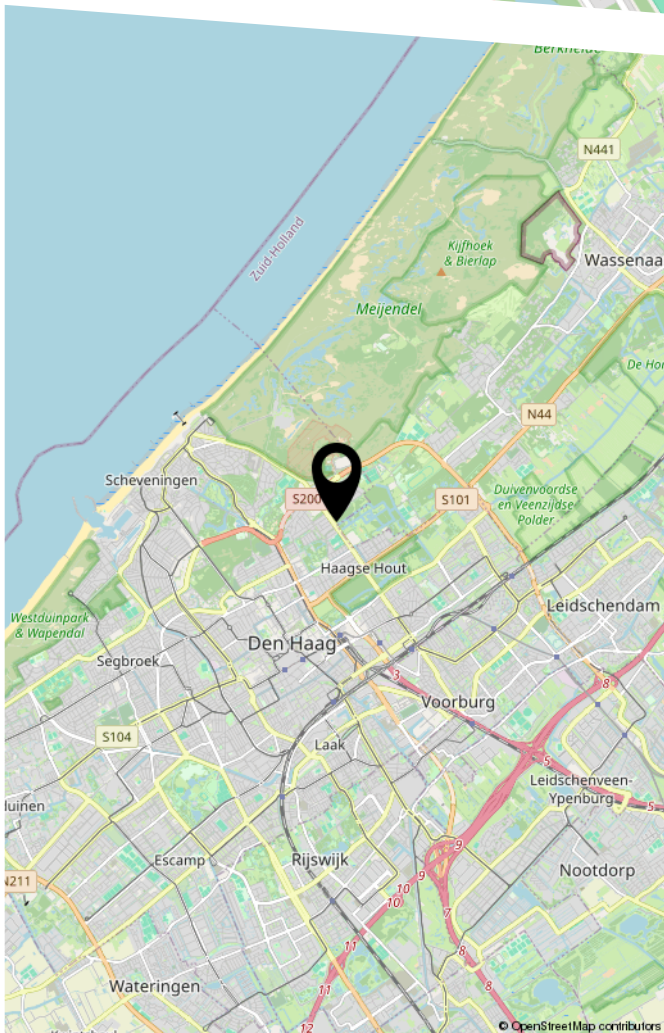 Berkheide
N441
Zuid-Holland
Kijfhoek
& Bierlap
Wassenaa
Meijendel
De Hor
N44
Scheveningen
S200
S101
Duivenvoordse
en Veenzijdse
Polder
Haagse Hout
Westduinpark
& Wapendal
Leidschendam
Den Haag
Segbroek
3
8
Voorburg
S104
Laak
5
Leidschenveen-
Ypenburg
5
duinen
Escamp
Rijswijk
9
9
Nootdorp
N211
10
10
7
11
11
8
8
Wateringen
12
© OpenStreetMap contributors